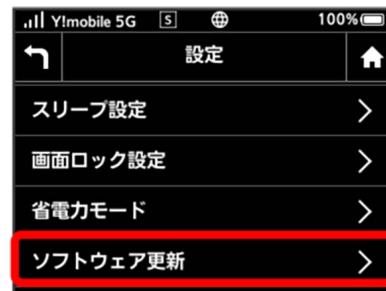 Y!mobile 5G S 100%
設定
スリープ設定
画面ロック設定
省電力モード
ソフトウェア更新